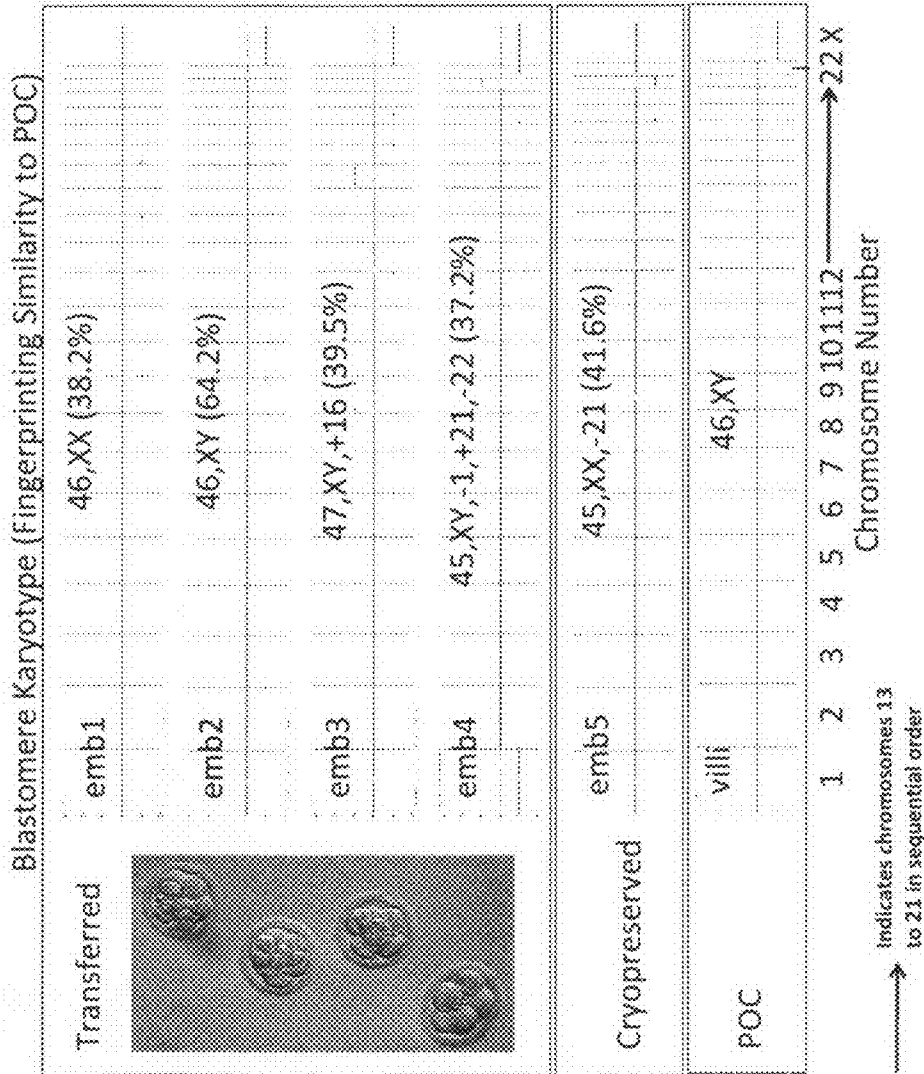 Blastomere Karyotype (Fingerprinting Similarity to POC)
Transferred
emb1
46,XX (38.2%)
emb2
46,XY (64.2%)
emb3
47,XY,+16 (39.5%)
emb4
45,XY,-1,+21,-22 (37.2%)
Cryopreserved
emb5
45,XX,-21 (41.6%)
POC
villi
46,XY
1 2 3 4 5 6 7 8 9 10 11 12 22 X
Chromosome Number
Indicates chromosomes 13
to 21 in sequential order